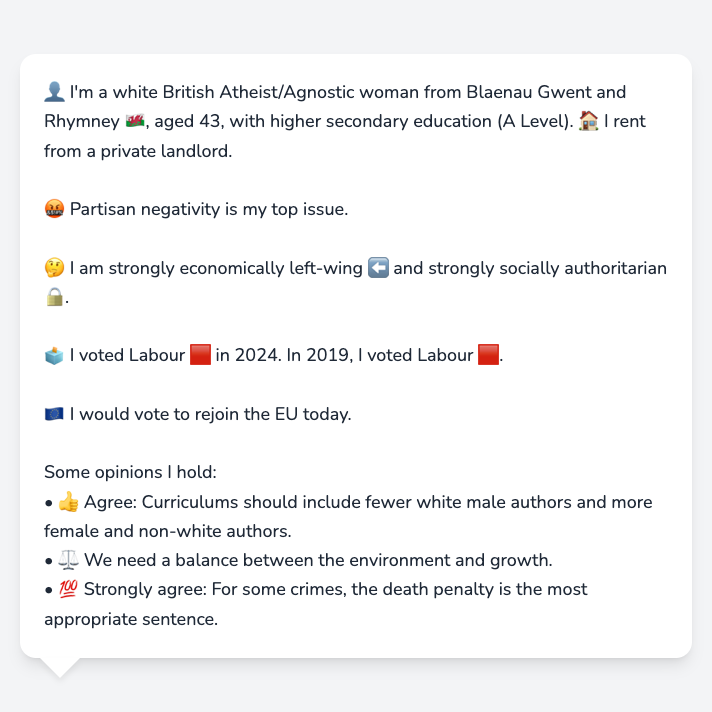 👤 I'm a white British Atheist/Agnostic woman from Blaenau Gwent and
Rhymney 🏴󠁧󠁢󠁷󠁬󠁳󠁿, aged 43, with higher secondary education (A Level). 🏠 I rent
from a private landlord.
🤬 Partisan negativity is my top issue.
🤔 I am strongly economically left-wing ⬅️ and strongly socially authoritarian
🔒.
🗳️ I voted Labour 🟥 in 2024. In 2019, I voted Labour 🟥.
🇪🇺 I would vote to rejoin the EU today.
Some opinions I hold:
• 👍 Agree: Curriculums should include fewer white male authors and more
female and non-white authors.
• ⚖️ We need a balance between the environment and growth.
• 💯 Strongly agree: For some crimes, the death penalty is the most
appropriate sentence.